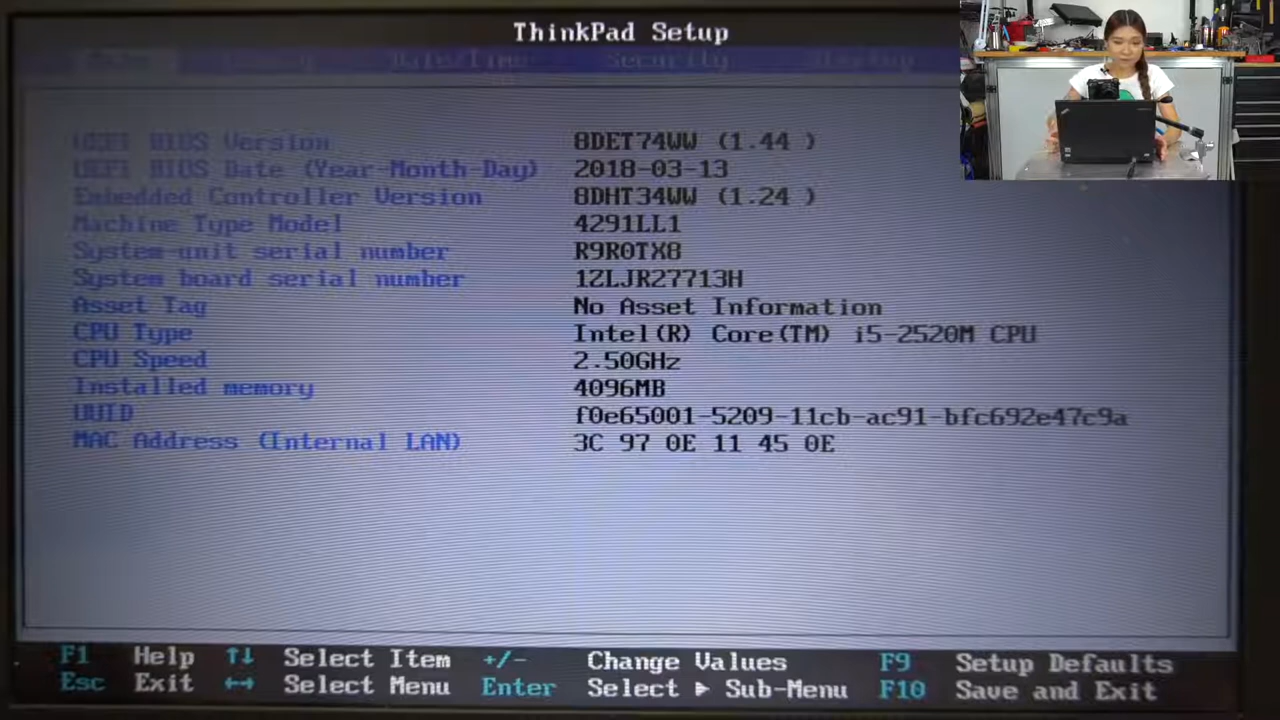 ThinkPad Setup
Date/Time Security
UEFI BIOS Version 8DET74WW (1.44 )
UEFI BIOS Date (Year-Month-Day) 2018-03-13
Embedded Controller Version 8DHT34WW (1.24 )
Machine Type Model 4291LL1
System-unit serial number R9R0TX8
System board serial number 1ZLJR27713H
Asset Tag No Asset Information
CPU Type Intel(R) Core(TM) i5-2520M CPU
CPU Speed 2.50GHz
Installed memory 4096MB
UUID f0e65001-5209-11cb-ac91-bfc692e47c9a
MAC Address (Internal LAN) 3C 97 0E 11 45 0E
F1 Help ↑↓ Select Item +/- Change Values F9 Setup Defaults
Esc Exit ←→ Select Menu Enter Select ▶ Sub-Menu F10 Save and Exit